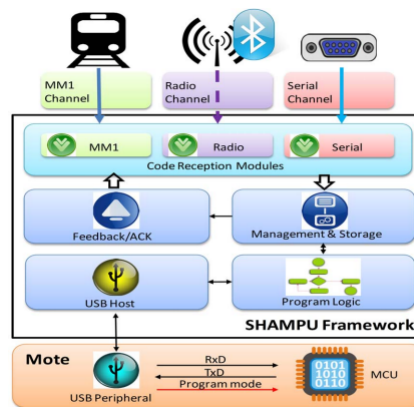 MM1
Channel
Radio
Channel
Serial
Channel
MM1
Radio
Serial
Code Reception Modules
Feedback/ACK
Management & Storage
USB Host
Program Logic
SHAMPU Framework
Mote
RxD
TxD
Program mode
USB Peripheral
0101
1010
0110
MCU